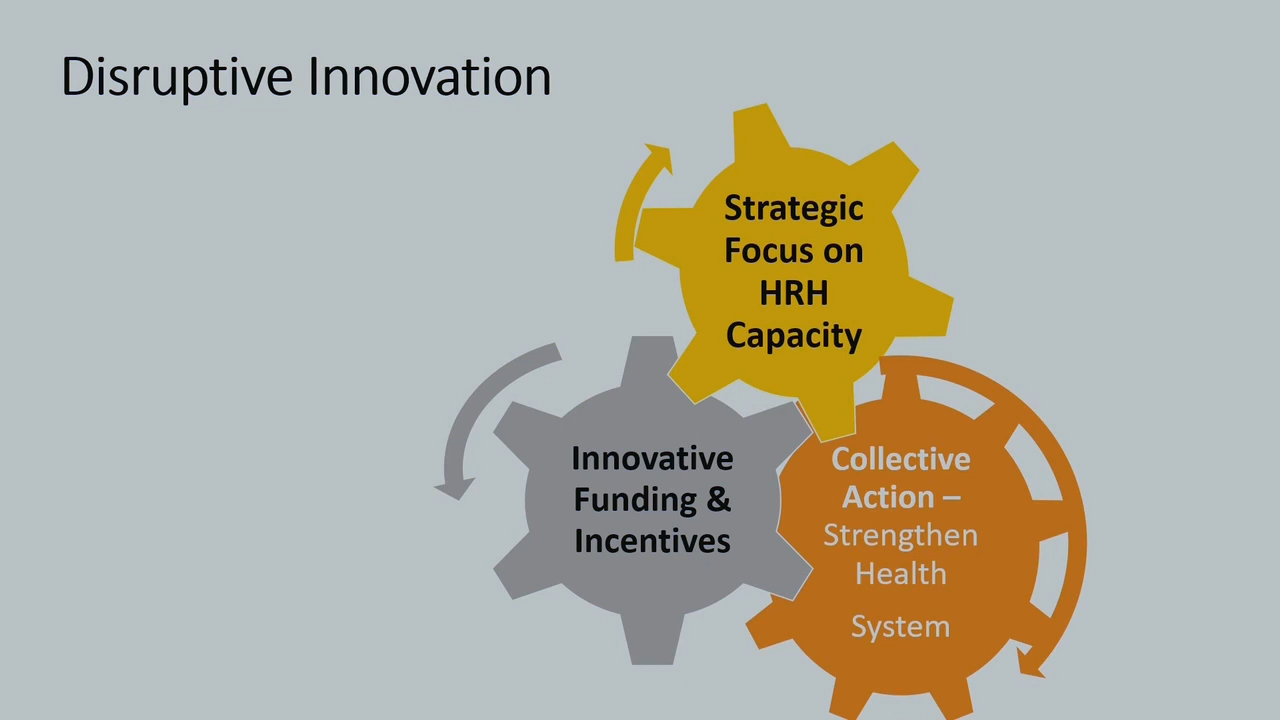 Disruptive Innovation
Strategic
Focus on
HRH
Capacity
Innovative
Funding &
Incentives
Collective
Action –
Strengthen
Health
System